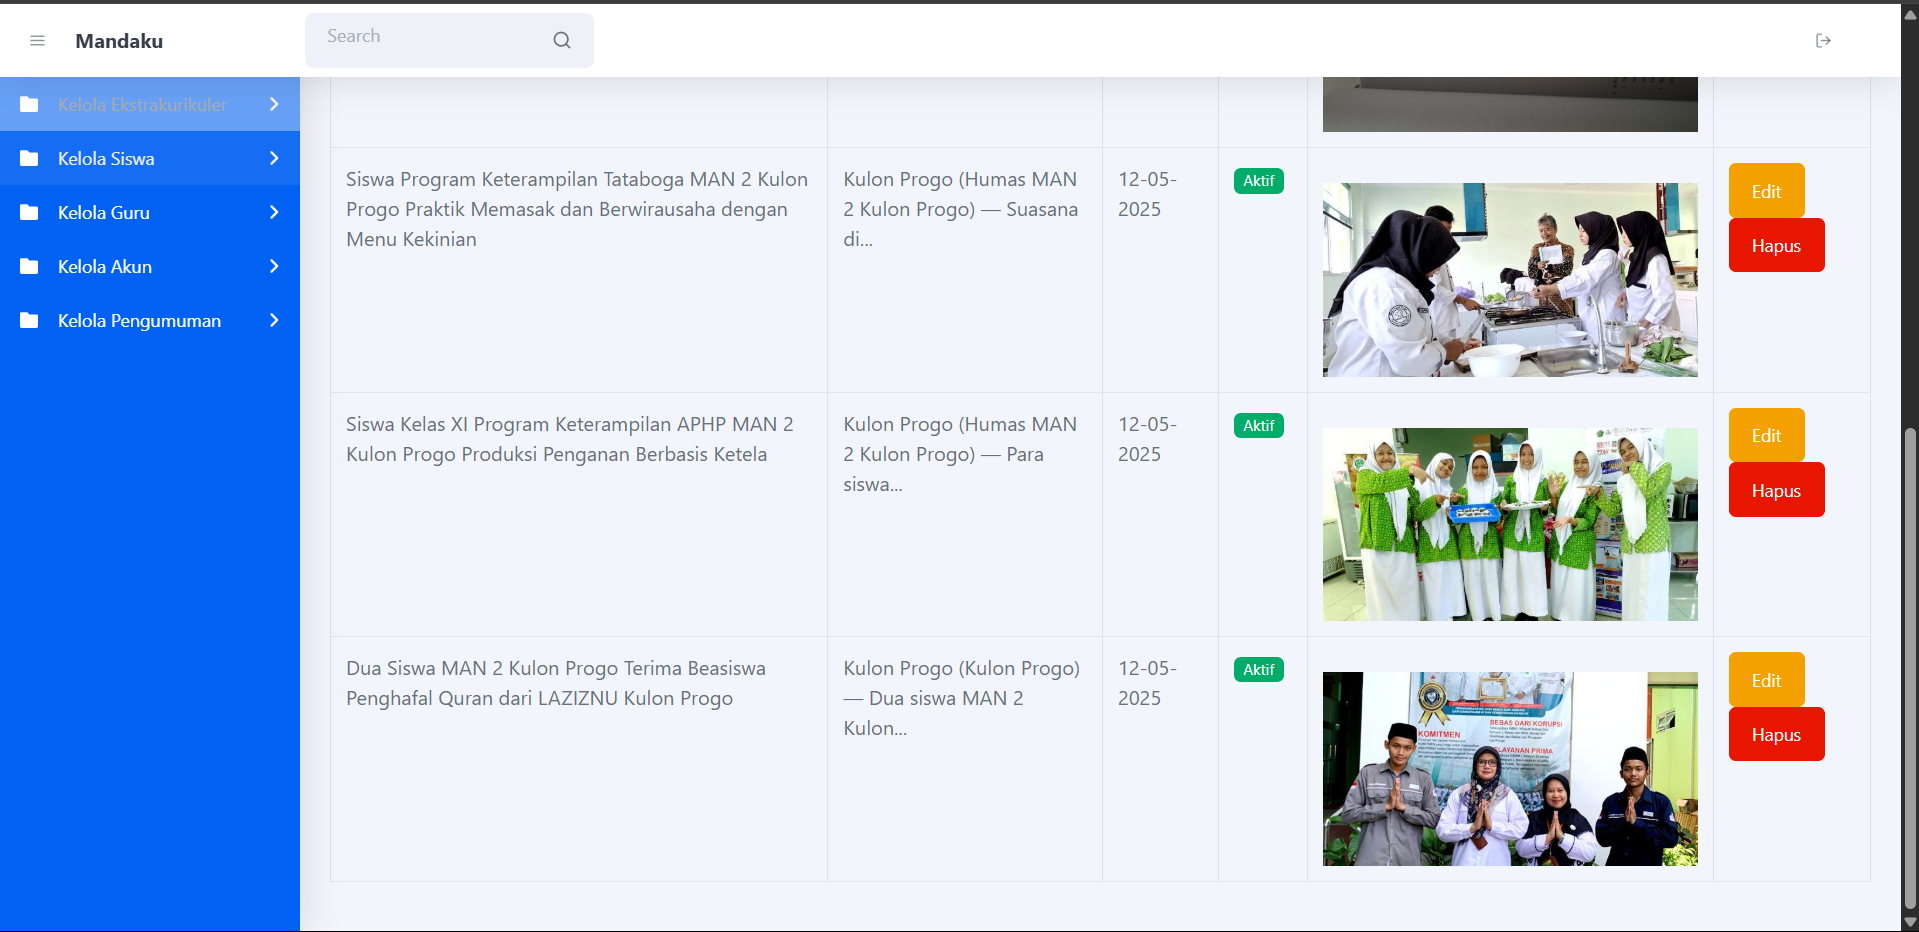 Mandaku
Search
Kelola Ekstrakurikuler
Kelola Siswa
Kelola Guru
Kelola Akun
Kelola Pengumuman
Siswa Program Keterampilan Tataboga MAN 2 Kulon
Progo Praktik Memasak dan Berwirausaha dengan
Menu Kekinian
Kulon Progo (Humas MAN
2 Kulon Progo) — Suasana
di...
12-05-
2025
Aktif
Edit
Hapus
Siswa Kelas XI Program Keterampilan APHP MAN 2
Kulon Progo Produksi Penganan Berbasis Ketela
Kulon Progo (Humas MAN
2 Kulon Progo) — Para
siswa...
12-05-
2025
Aktif
Edit
Hapus
Dua Siswa MAN 2 Kulon Progo Terima Beasiswa
Penghafal Quran dari LAZIZNU Kulon Progo
Kulon Progo (Kulon Progo)
— Dua siswa MAN 2
Kulon...
12-05-
2025
Aktif
BEBAS DARI KORUPSI
KOMITMEN
PELAYANAN PRIMA
Edit
Hapus